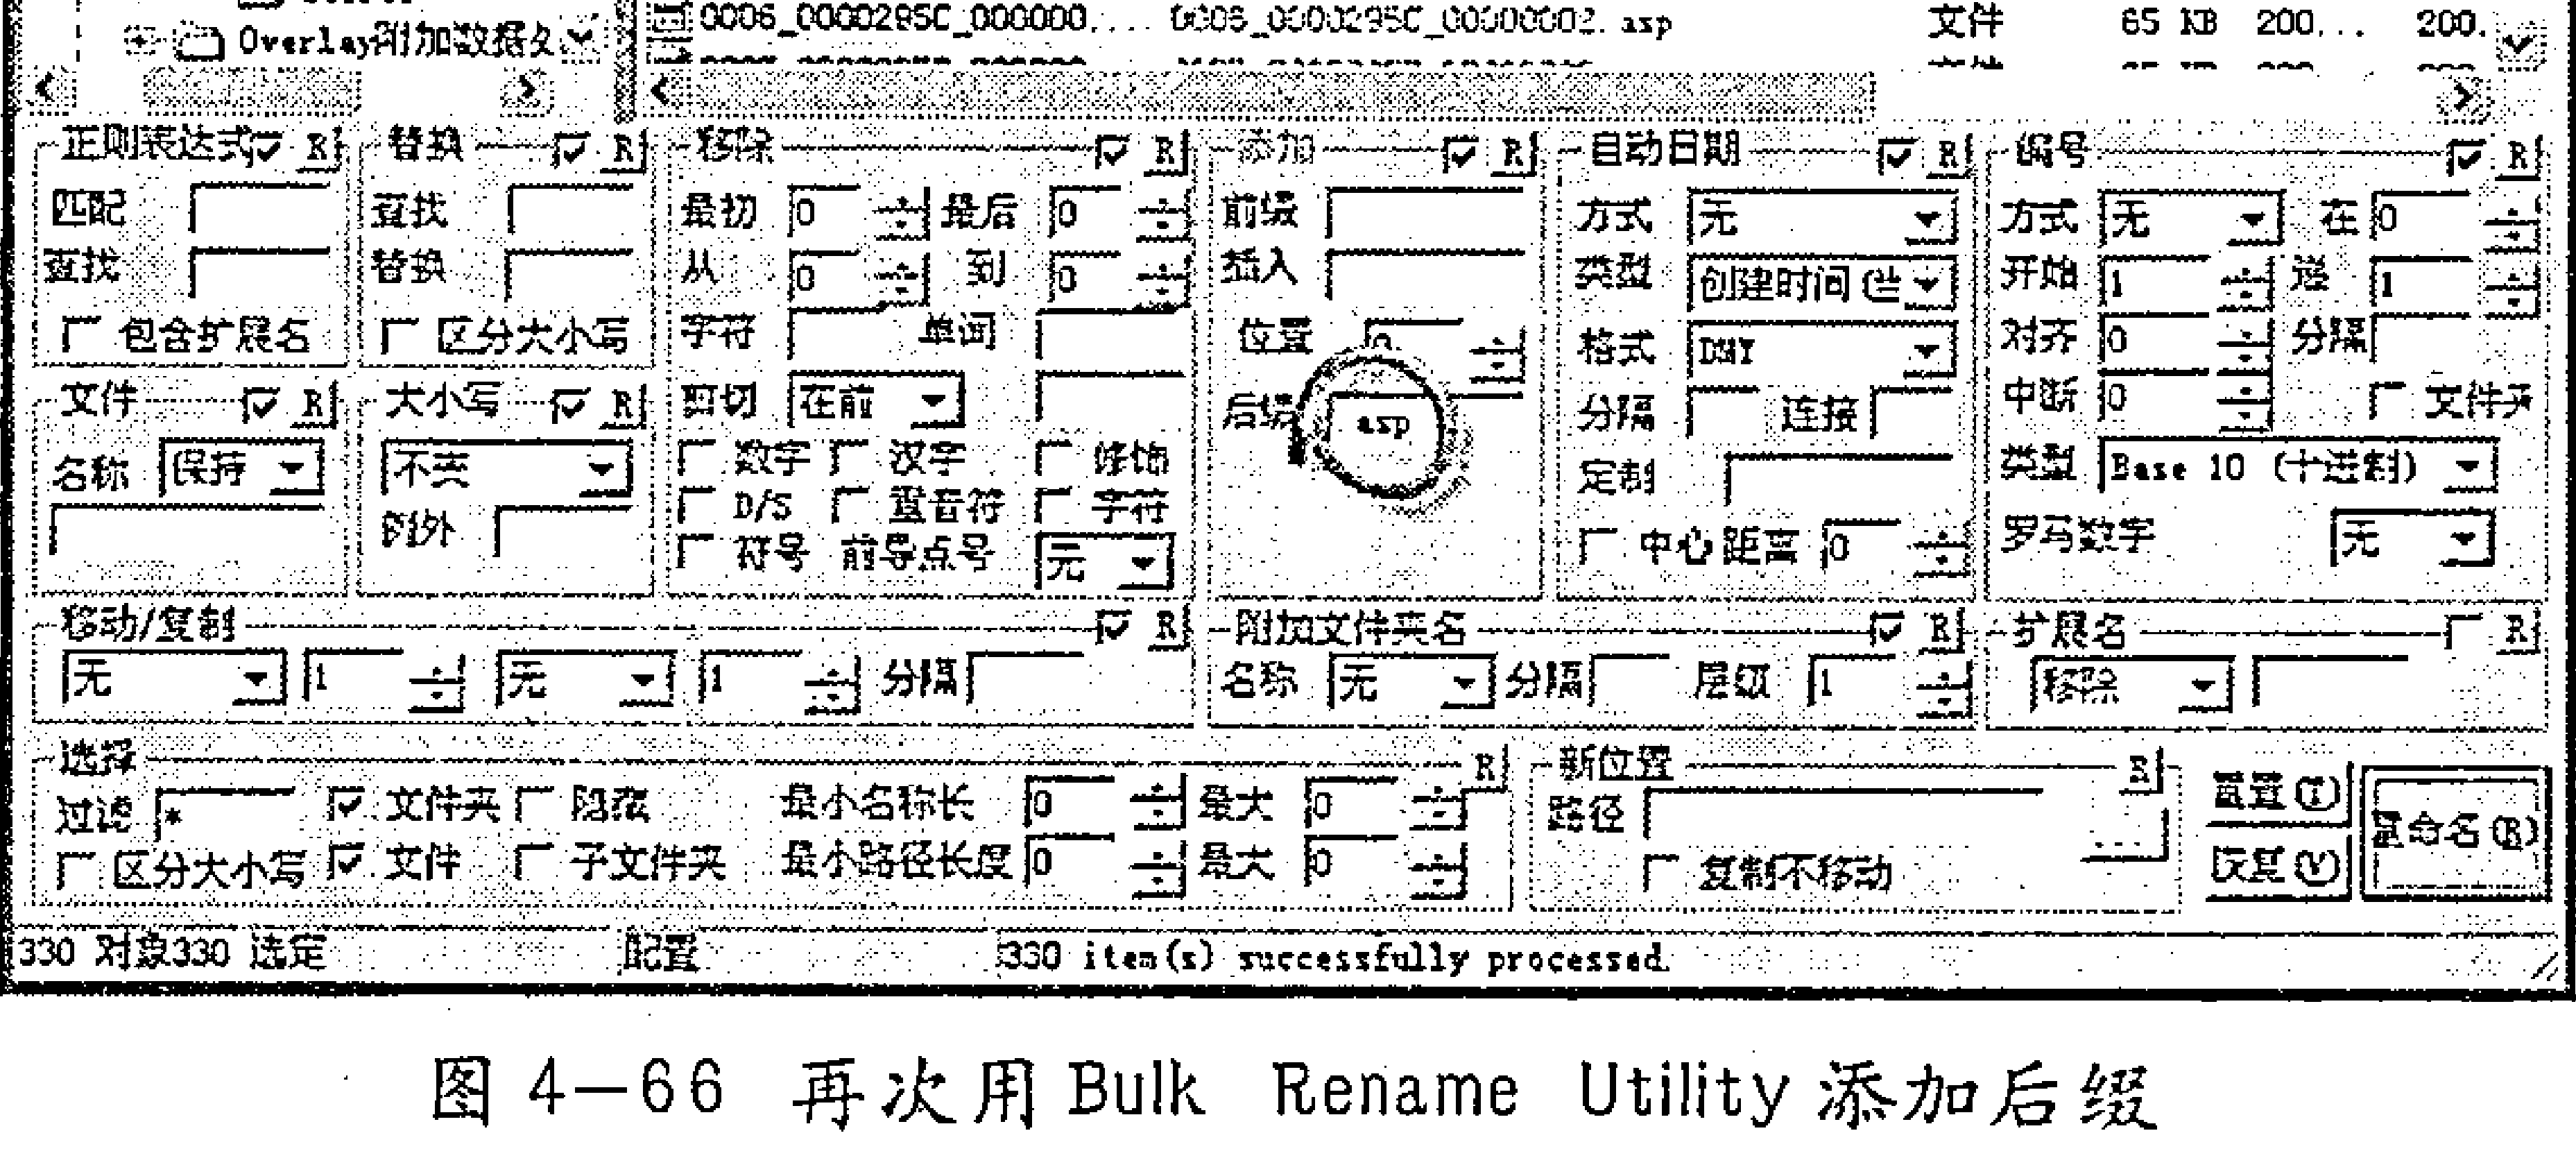 0006_0000295C_000000... 0006_0000295C_00000002.asp 文件 65 KB 200... 200.
Overlay附加数据
正则表达式 R 替换 R 移除 R 添加 R 自动日期 R 编号 R
匹配 查找 最初 0 最后 0 前缀 方式 无 方式 无 在 0
查找 替换 从 0 到 0 插入 类型 创建时间 开始 1 递 1
包含扩展名 区分大小写 字符 单词 位置 格式 DMY 对齐 0 分隔
文件 R 大小写 R 剪切 在前 后缀 asp 分隔 连接 中断 0 文件夹
名称 保持 不变 数字 汉字 修饰 定制 类型 Base 10 (十进制)
例外 D/S 重音符 字符
符号 前导点号 无 中心 距离 0 罗马数字 无
移动/复制 R 附加文件夹名 R 扩展名 R
无 1 无 1 分隔 名称 无 分隔 层级 1 移除
选择 R 新位置 R
过滤 * 文件夹 隐藏 最小名称长 0 最大 0 路径 ... 重置(T) 重命名(R)
区分大小写 文件 子文件夹 最小路径长度 0 最大 0 复制不移动 反复(V)
330 对象330 选定 配置 330 item(s) successfully processed.
图 4-66 再次用 Bulk Rename Utility 添加后缀